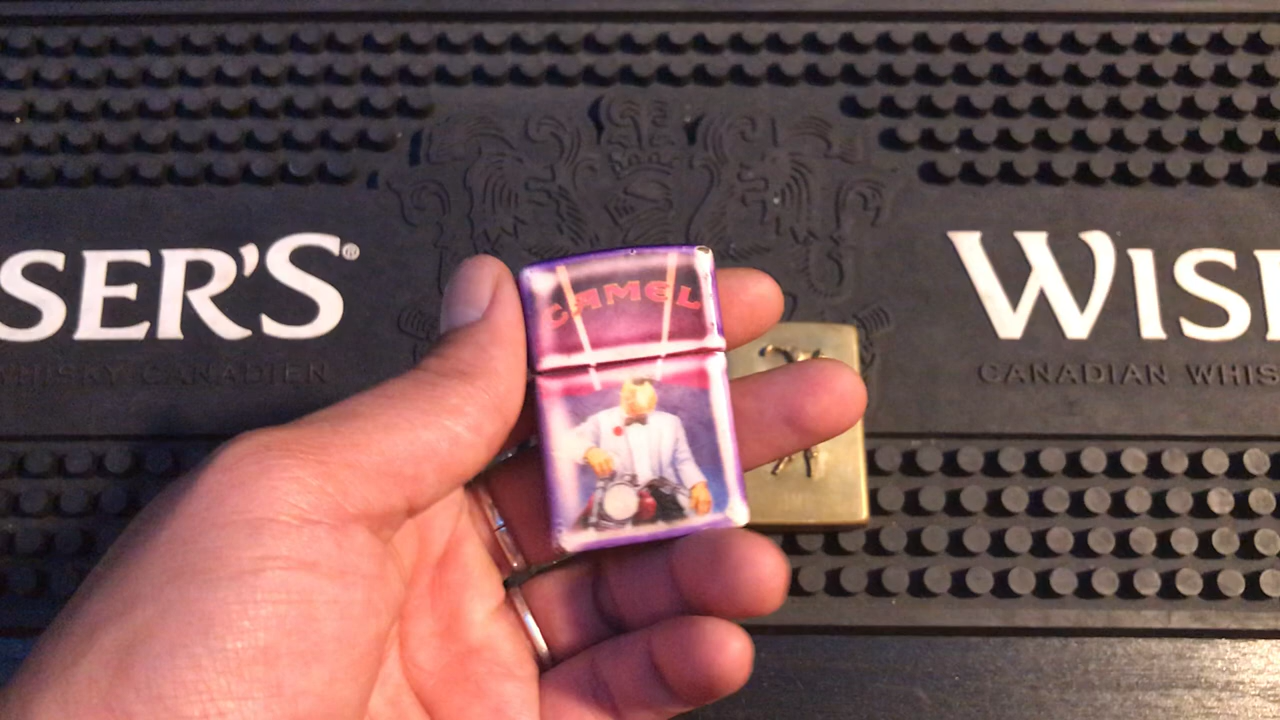 SER'S®
WHISKY CANADIEN
CAMEL
WISE
CANADIAN WHIS